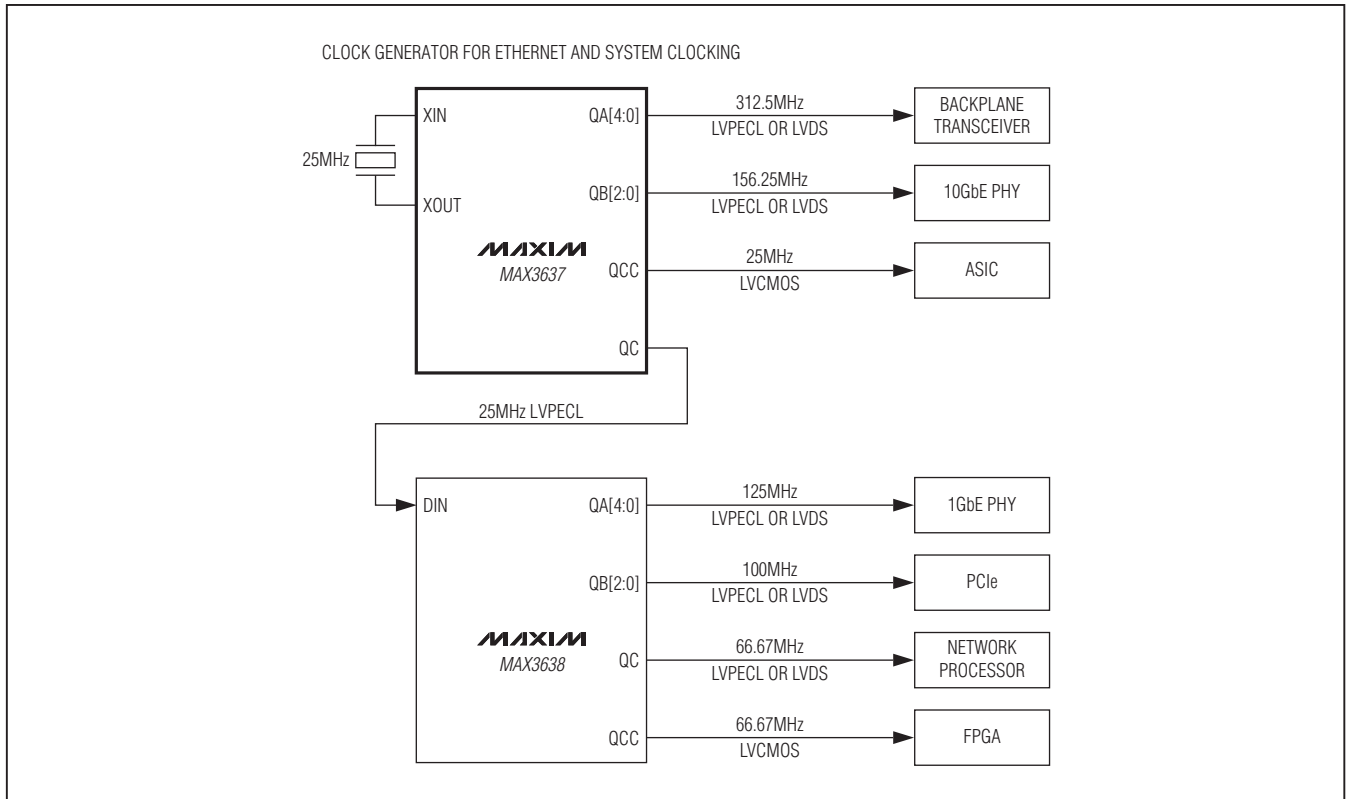 CLOCK GENERATOR FOR ETHERNET AND SYSTEM CLOCKING
XIN
25MHz
XOUT
MAXIM
MAX3637
QA[4:0]
312.5MHz
LVPECL OR LVDS
BACKPLANE
TRANSCEIVER
QB[2:0]
156.25MHz
LVPECL OR LVDS
10GbE PHY
QCC
25MHz
LVCMOS
ASIC
QC
25MHz LVPECL
DIN
MAXIM
MAX3638
QA[4:0]
125MHz
LVPECL OR LVDS
1GbE PHY
QB[2:0]
100MHz
LVPECL OR LVDS
PCIe
QC
66.67MHz
LVPECL OR LVDS
NETWORK
PROCESSOR
QCC
66.67MHz
LVCMOS
FPGA